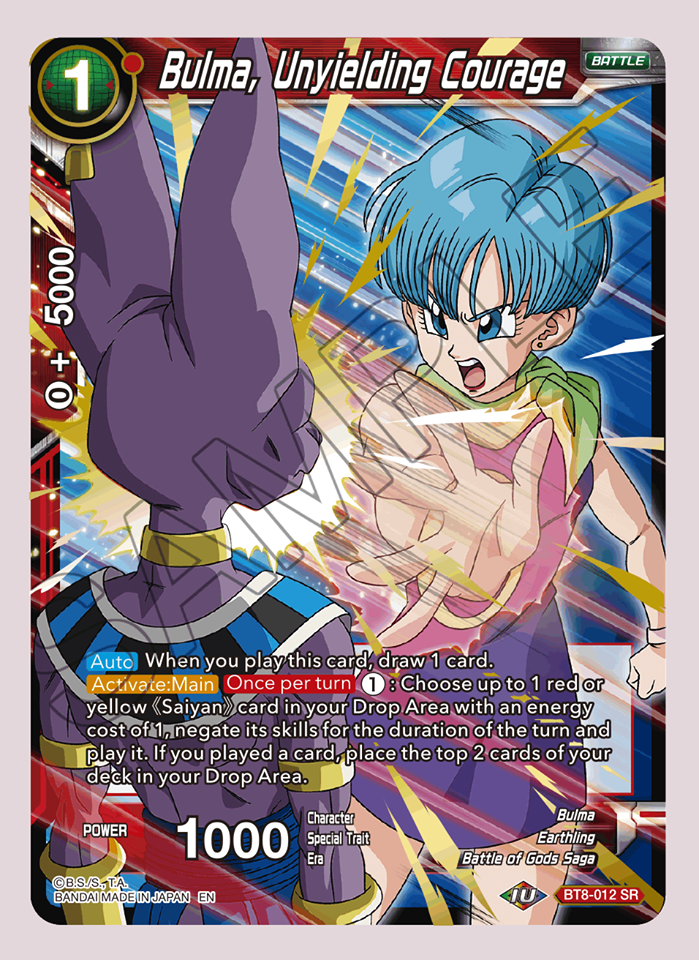 1
Bulma, Unyielding Courage
BATTLE
0+ 5000
SAMPLE
Auto When you play this card, draw 1 card.
Activate:Main Once per turn 1 : Choose up to 1 red or
yellow 《Saiyan》 card in your Drop Area with an energy
cost of 1, negate its skills for the duration of the turn and
play it. If you played a card, place the top 2 cards of your
deck in your Drop Area.
POWER 1000
Character Bulma
Special Trait Earthling
Era Battle of Gods Saga
©B.S./S., T.A.
BANDAI MADE IN JAPAN EN
IU BT8-012 SR